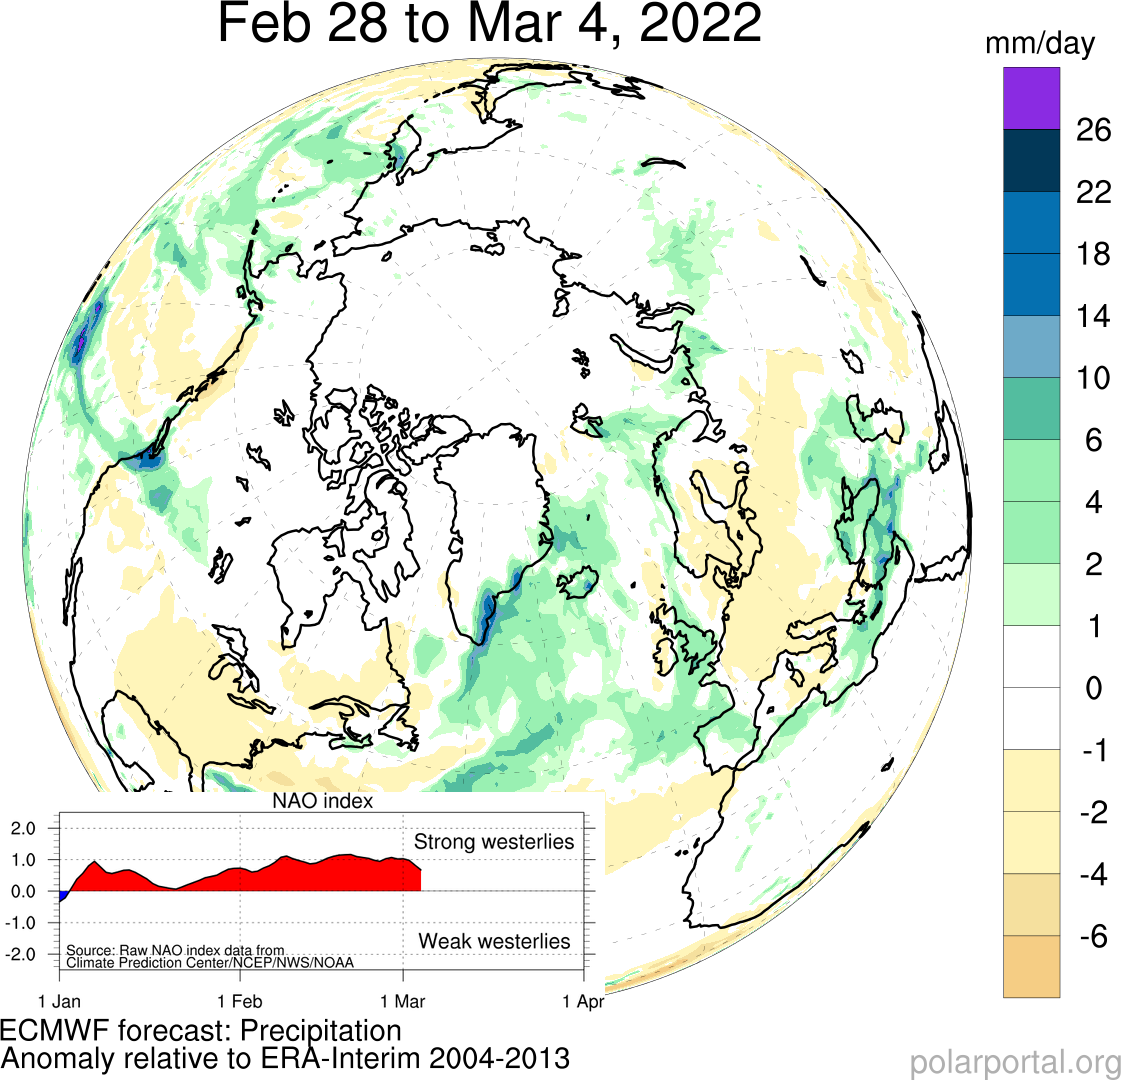 Feb 28 to Mar 4, 2022
mm/day
26
22
18
14
10
6
4
2
1
0
-1
-2
-4
-6
NAO index
2.0
1.0
0.0
-1.0
-2.0
Strong westerlies
Weak westerlies
Source: Raw NAO index data from
Climate Prediction Center/NCEP/NWS/NOAA
1 Jan 1 Feb 1 Mar 1 Apr
ECMWF forecast: Precipitation
Anomaly relative to ERA-Interim 2004-2013
polarportal.org